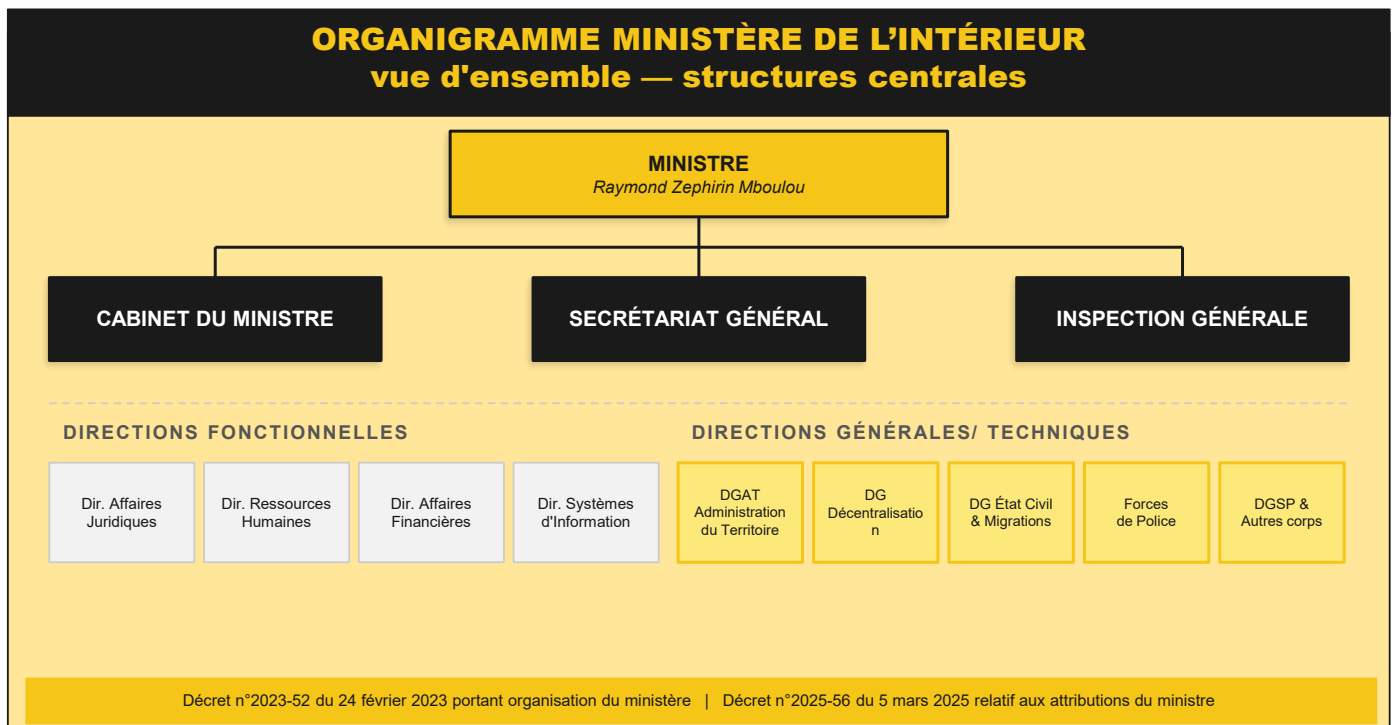 ORGANIGRAMME MINISTÈRE DE L’INTÉRIEUR
vue d'ensemble — structures centrales
MINISTRE
Raymond Zephirin Mboulou
CABINET DU MINISTRE
SECRÉTARIAT GÉNÉRAL
INSPECTION GÉNÉRALE
DIRECTIONS FONCTIONNELLES
DIRECTIONS GÉNÉRALES/ TECHNIQUES
Dir. Affaires
Juridiques
Dir. Ressources
Humaines
Dir. Affaires
Financières
Dir. Systèmes
d'Information
DGAT
Administration
du Territoire
DG
Décentralisatio
n
DG État Civil
& Migrations
Forces
de Police
DGSP &
Autres corps
Décret n°2023-52 du 24 février 2023 portant organisation du ministère | Décret n°2025-56 du 5 mars 2025 relatif aux attributions du ministre